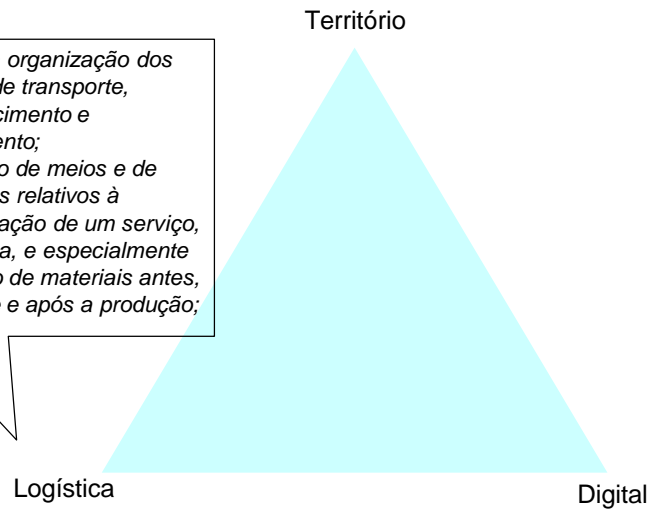 Território
organização dos
de transporte,
cimento e
ento;
o de meios e de
s relativos à
ação de um serviço,
a, e especialmente
o de materiais antes,
e após a produção;
Logística
Digital